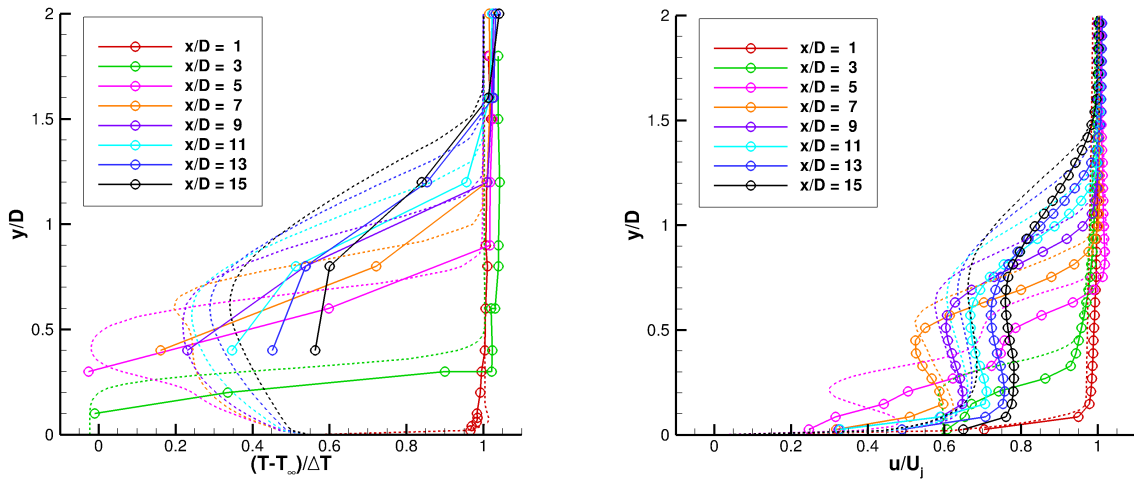 2
1.5
1
0.5
0
y/D
x/D = 1
x/D = 3
x/D = 5
x/D = 7
x/D = 9
x/D = 11
x/D = 13
x/D = 15
0 0.2 0.4 0.6 0.8 1
(T-T∞)/ΔT
2
1.5
1
0.5
0
y/D
x/D = 1
x/D = 3
x/D = 5
x/D = 7
x/D = 9
x/D = 11
x/D = 13
x/D = 15
0 0.2 0.4 0.6 0.8 1
u/Uj